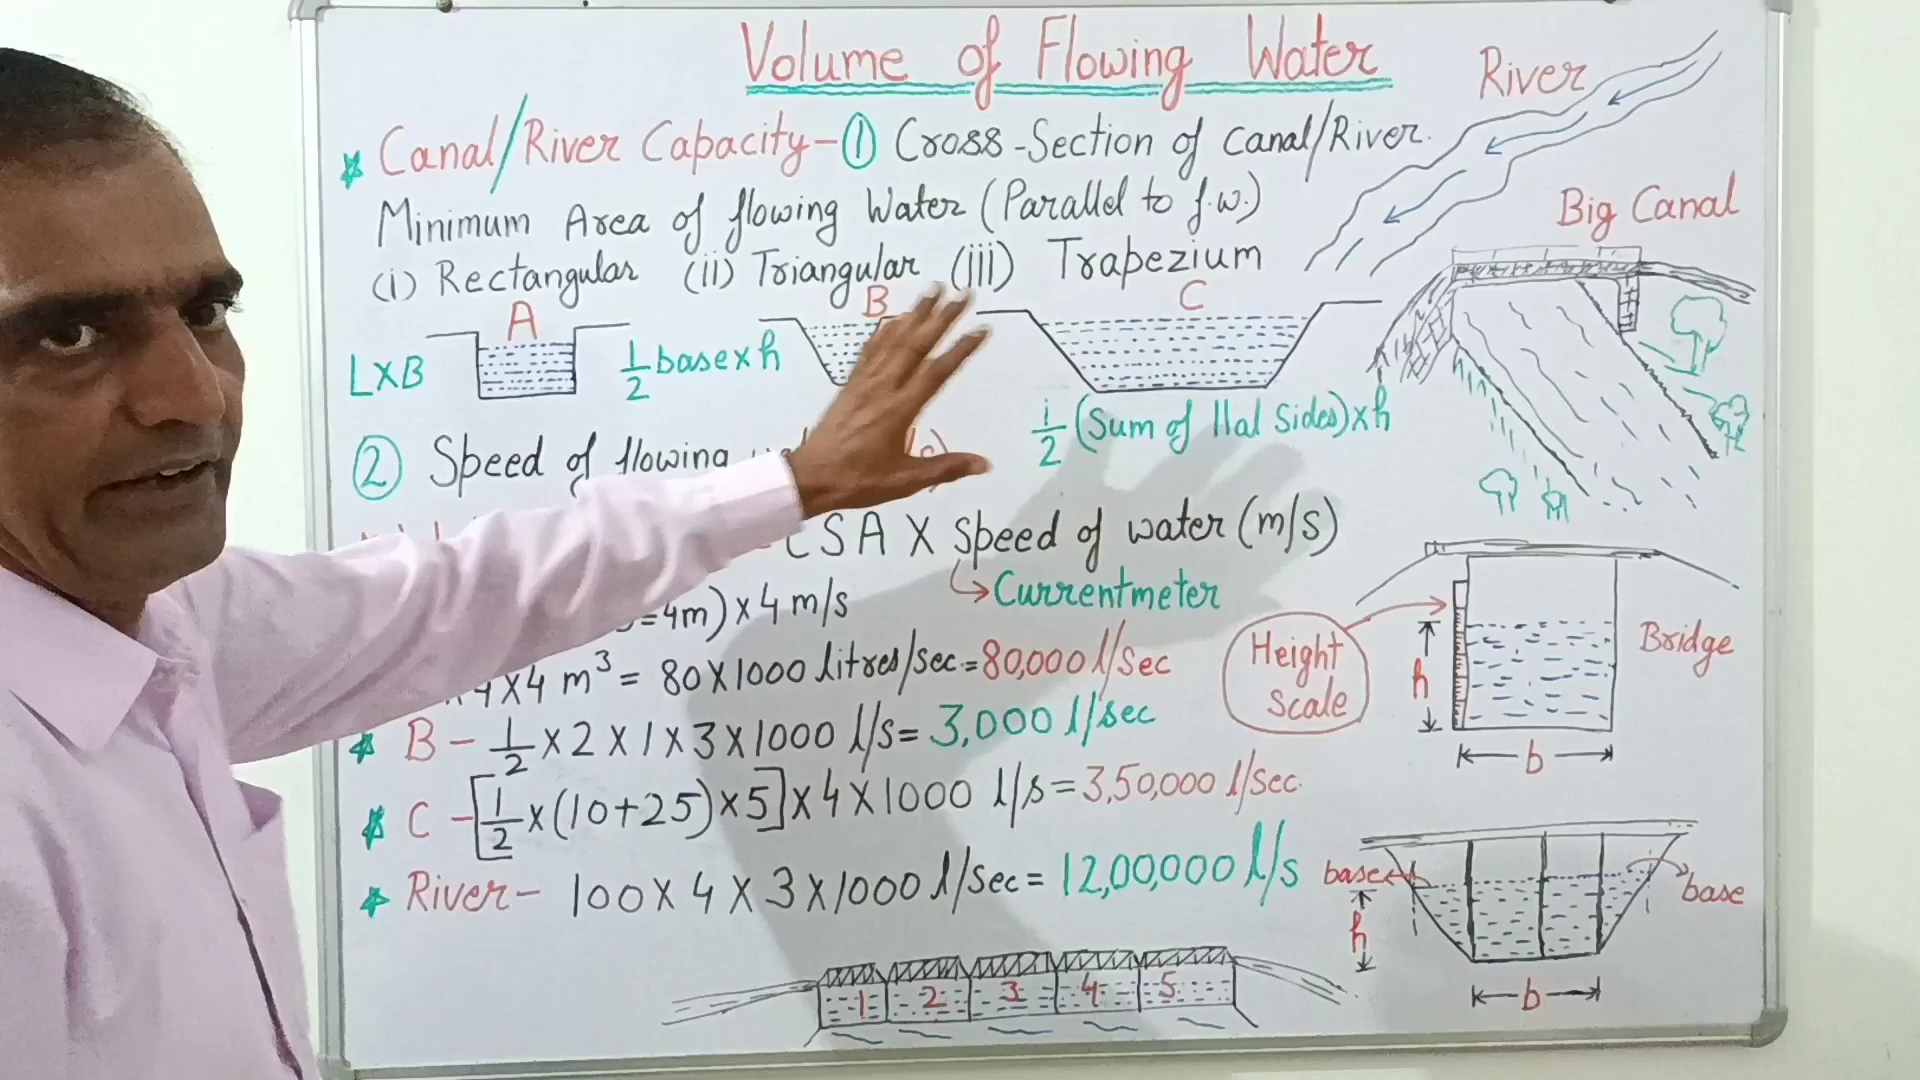 Volume of Flowing Water
River
* Canal/River Capacity - ① Cross-Section of Canal/River.
Minimum Area of flowing Water (Parallel to f.w.)
Big Canal
(i) Rectangular (ii) Triangular (iii) Trapezium
A B C
L×B 1/2 base×h
1/2 (Sum of llal Sides)×h
② Speed of flowing
CSA × Speed of water (m/s)
→ Currentmeter
=4m) × 4 m/s
Height Scale
h
Bridge
4×4 m³ = 80×1000 litres/sec. = 80,000 l/sec
b
* B - 1/2 × 2 × 1 × 3 × 1000 l/s = 3,000 l/sec
* C - [1/2 × (10+25) × 5] × 4 × 1000 l/s = 3,50,000 l/sec.
* River - 100 × 4 × 3 × 1000 l/sec = 12,00,000 l/s
base
base
h
b
1 2 3 4 5